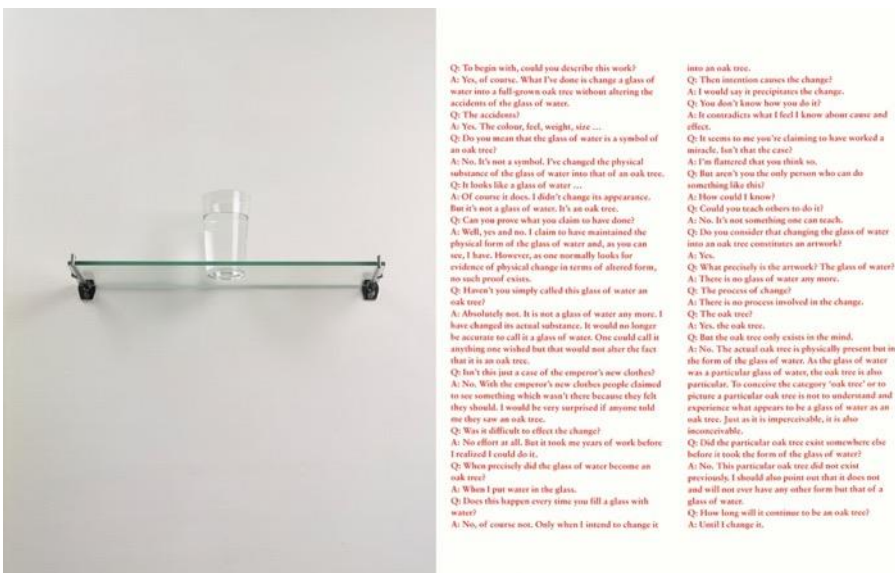 Q: To begin with, could you describe this work?
A: Yes, of course. What I've done is change a glass of
water into a full-grown oak tree without altering the
accidents of the glass of water.
Q: The accidents?
A: Yes. The colour, feel, weight, size …
Q: Do you mean that the glass of water is a symbol of
an oak tree?
A: No. It's not a symbol. I've changed the physical
substance of the glass of water into that of an oak tree.
Q: It looks like a glass of water …
A: Of course it does. I didn't change its appearance.
But it's not a glass of water. It's an oak tree.
Q: Can you prove what you claim to have done?
A: Well, yes and no. I claim to have maintained the
physical form of the glass of water and, as you can
see, I have. However, as one normally looks for
evidence of physical change in terms of altered form,
no such proof exists.
Q: Haven't you simply called this glass of water an
oak tree?
A: Absolutely not. It is not a glass of water any more. I
have changed its actual substance. It would no longer
be accurate to call it a glass of water. One could call it
anything one wished but that would not alter the fact
that it is an oak tree.
Q: Isn't this just a case of the emperor's new clothes?
A: No. With the emperor's new clothes people claimed
to see something which wasn't there because they felt
they should. I would be very surprised if anyone told
me they saw an oak tree.
Q: Was it difficult to effect the change?
A: No effort at all. But it took me years of work before
I realized I could do it.
Q: When precisely did the glass of water become an
oak tree?
A: When I put water in the glass.
Q: Does this happen every time you fill a glass with
water?
A: No, of course not. Only when I intend to change it
into an oak tree.
Q: Then intention causes the change?
A: I would say it precipitates the change.
Q: You don't know how you do it?
A: It contradicts what I feel I know about cause and
effect.
Q: It seems to me you're claiming to have worked a
miracle. Isn't that the case?
A: I'm flattered that you think so.
Q: But aren't you the only person who can do
something like this?
A: How could I know?
Q: Could you teach others to do it?
A: No. It's not something one can teach.
Q: Do you consider that changing the glass of water
into an oak tree constitutes an artwork?
A: Yes.
Q: What precisely is the artwork? The glass of water?
A: There is no glass of water any more.
Q: The process of change?
A: There is no process involved in the change.
Q: The oak tree?
A: Yes, the oak tree.
Q: But the oak tree only exists in the mind.
A: No. The actual oak tree is physically present but in
the form of the glass of water. As the glass of water
was a particular glass of water, the oak tree is also
particular. To conceive the category 'oak tree' or to
picture a particular oak tree is not to understand and
experience what appears to be a glass of water as an
oak tree. Just as it is imperceivable, it is also
inconceivable.
Q: Did the particular oak tree exist somewhere else
before it took the form of the glass of water?
A: No. This particular oak tree did not exist
previously. I should also point out that it does not
and will not ever have any other form but that of a
glass of water.
Q: How long will it continue to be an oak tree?
A: Until I change it.